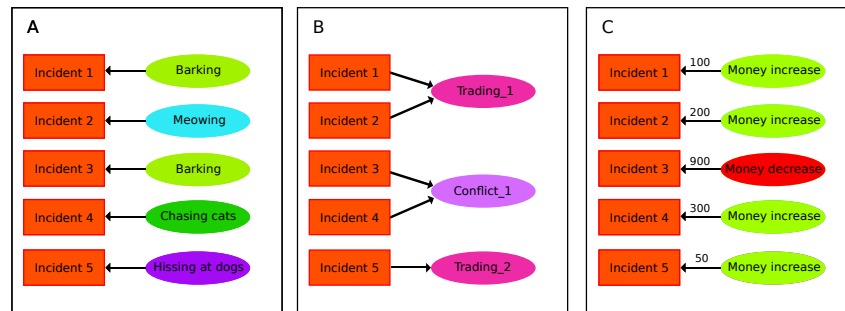 A
Incident 1
Barking
Incident 2
Meowing
Incident 3
Barking
Incident 4
Chasing cats
Incident 5
Hissing at dogs
B
Incident 1
Incident 2
Trading_1
Incident 3
Incident 4
Conflict_1
Incident 5
Trading_2
C
Incident 1
100
Money increase
Incident 2
200
Money increase
Incident 3
900
Money decrease
Incident 4
300
Money increase
Incident 5
50
Money increase